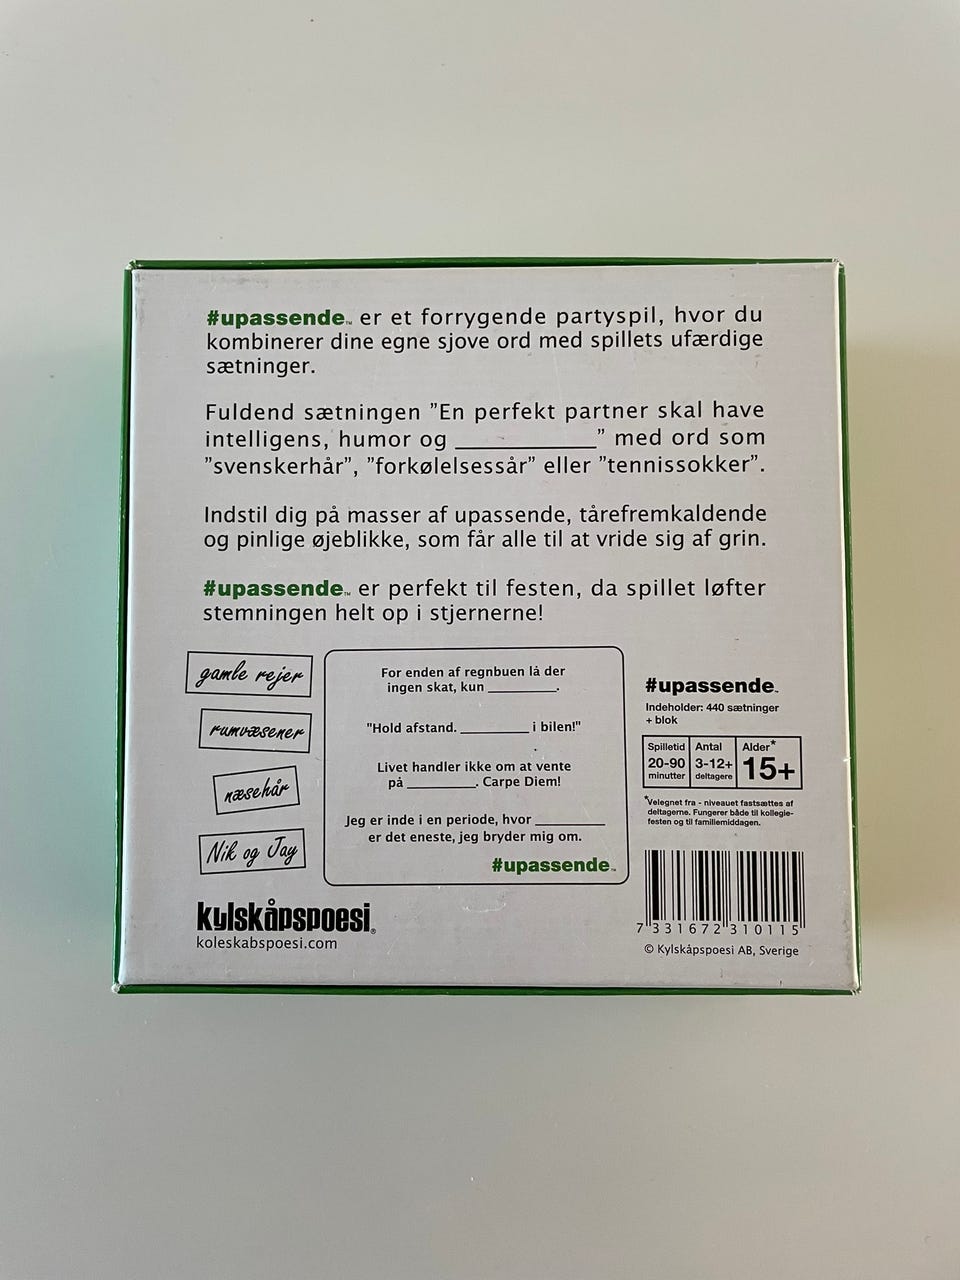 #upassende™ er et forrygende partyspil, hvor du
kombinerer dine egne sjove ord med spillets ufærdige
sætninger.
Fuldend sætningen ”En perfekt partner skal have
intelligens, humor og __________” med ord som
”svenskerhår”, ”forkølelsessår” eller ”tennissokker”.
Indstil dig på masser af upassende, tårefremkaldende
og pinlige øjeblikke, som får alle til at vride sig af grin.
#upassende™ er perfekt til festen, da spillet løfter
stemningen helt op i stjernerne!
gamle rejer
rumvæsener
næsehår
Nik og Jay
For enden af regnbuen lå der
ingen skat, kun __________.
"Hold afstand. __________ i bilen!"
Livet handler ikke om at vente
på __________. Carpe Diem!
Jeg er inde i en periode, hvor __________
er det eneste, jeg bryder mig om.
#upassende™
#upassende™
Indeholder: 440 sætninger
+ blok
Spilletid
20-90
minutter
Antal
3-12+
deltagere
Alder*
15+
*Velegnet fra - niveauet fastsættes af
deltagerne. Fungerer både til kollegie-
festen og til familiemiddagen.
kylskåpspoesi®
koleskabspoesi.com
7 331672 310115
© Kylskåpspoesi AB, Sverige